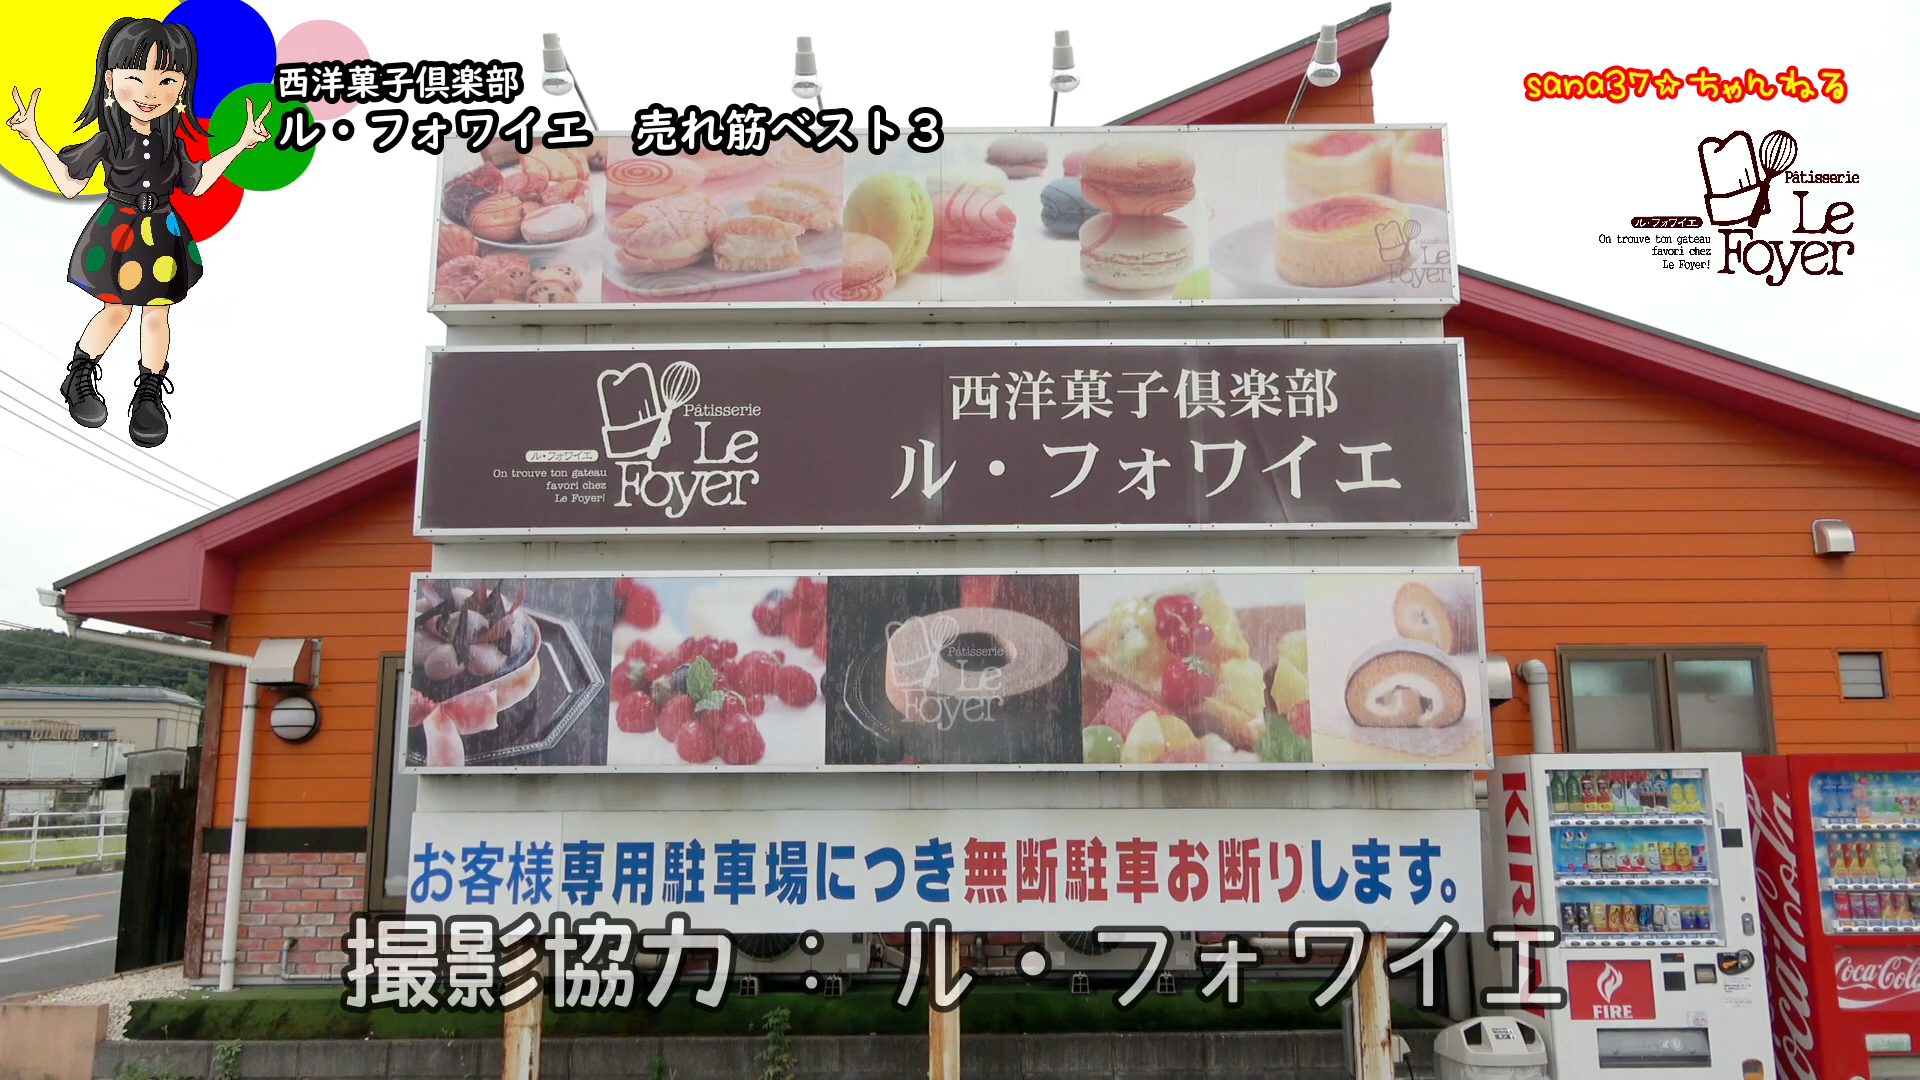 西洋菓子倶楽部
ル・フォワイエ 売れ筋ベスト3
sana37☆ちゃんねる
Pâtisserie
Le
Foyer
ル・フォワイエ
On trouve ton gateau
favori chez
Le Foyer!
Le
Foyer
Pâtisserie
Le
Foyer
ル・フォワイエ
On trouve ton gateau
favori chez
Le Foyer!
西洋菓子倶楽部
ル・フォワイエ
Pâtisserie
Le
Foyer
お客様専用駐車場につき無断駐車お断りします。
撮影協力：ル・フォワイエ
KIRIN
FIRE
Coca-Cola
Coca-Cola